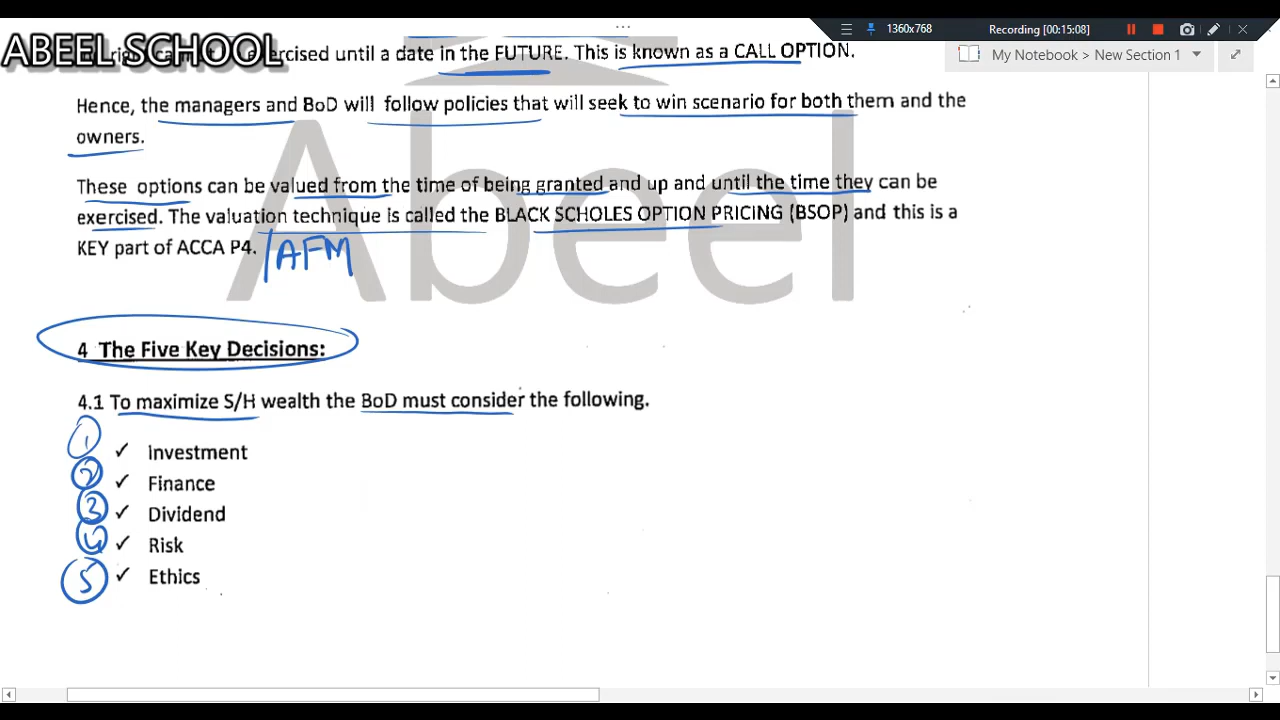 1360x768
Recording [00:15:08]
ABEEL SCHOOL
My Notebook > New Section 1
exercised until a date in the FUTURE. This is known as a CALL OPTION.
Hence, the managers and BoD will follow policies that will seek to win scenario for both them and the
owners.
These options can be valued from the time of being granted and up and until the time they can be
exercised. The valuation technique is called the BLACK SCHOLES OPTION PRICING (BSOP) and this is a
KEY part of ACCA P4. /AFM
Abeel
4 The Five Key Decisions:
4.1 To maximize S/H wealth the BoD must consider the following.
1 ✓ Investment
2 ✓ Finance
3 ✓ Dividend
4 ✓ Risk
5 ✓ Ethics